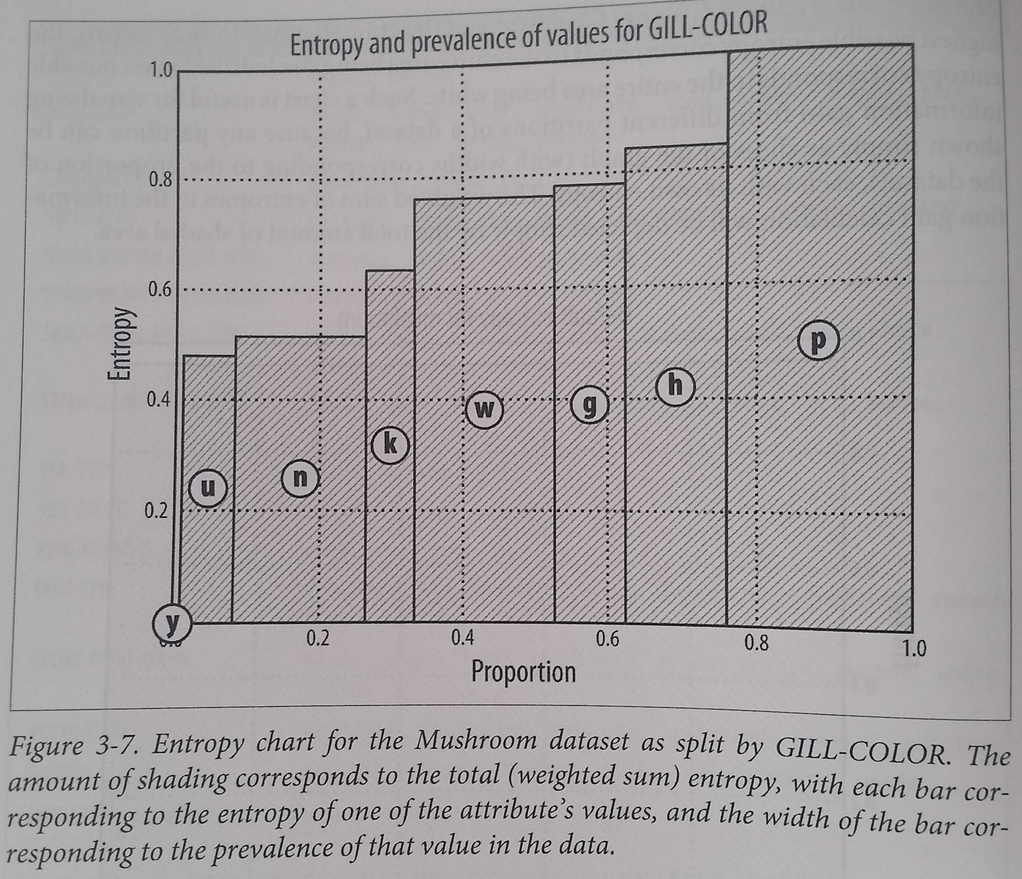 Entropy and prevalence of values for GILL-COLOR
1.0
0.8
0.6
0.4
0.2
Entropy
u
n
k
w
g
h
p
y
0.2
0.4
0.6
0.8
1.0
Proportion
Figure 3-7. Entropy chart for the Mushroom dataset as split by GILL-COLOR. The
amount of shading corresponds to the total (weighted sum) entropy, with each bar cor-
responding to the entropy of one of the attribute's values, and the width of the bar cor-
responding to the prevalence of that value in the data.